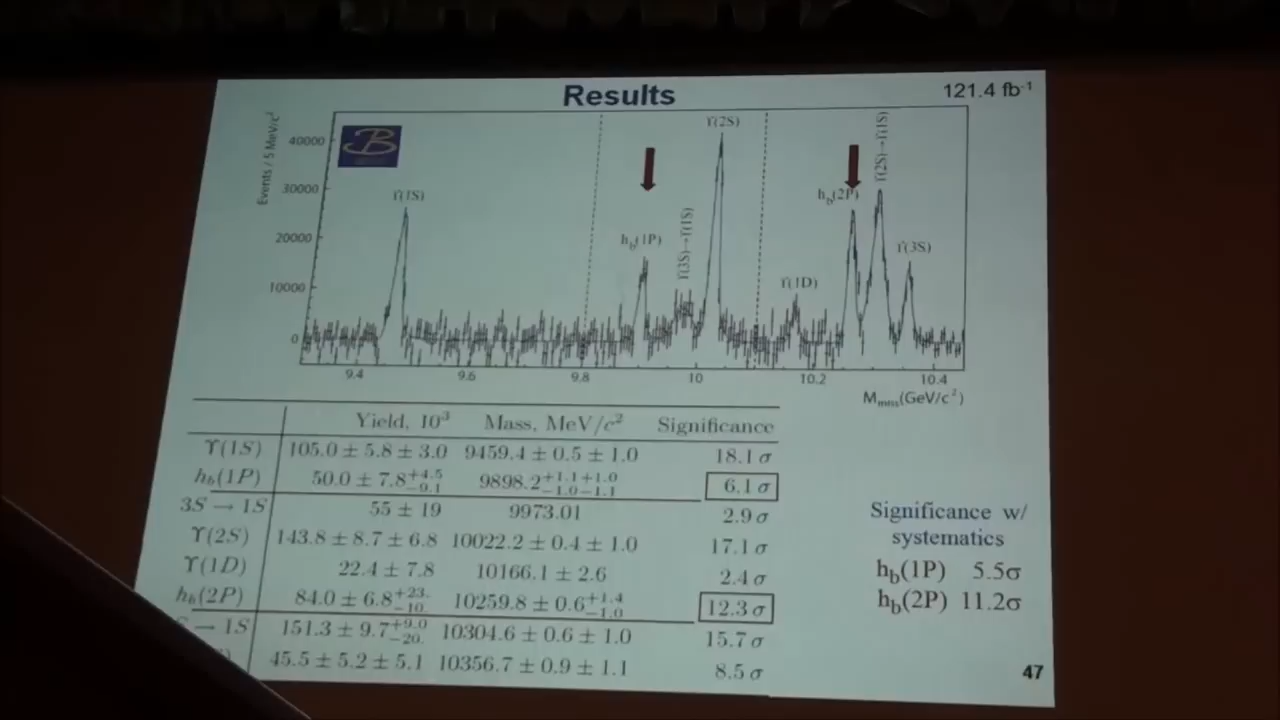 Results
121.4 fb⁻¹
Events / 5 MeV/c²
40000
30000
20000
10000
0
B
ϒ(1S)
h_b(1P)
ϒ(3S)→ϒ(1S)
ϒ(2S)
ϒ(1D)
h_b(2P)
ϒ(2S)→ϒ(1S)
ϒ(3S)
9.4 9.6 9.8 10 10.2 10.4
M_miss(GeV/c²)
Yield, 10³ Mass, MeV/c² Significance
ϒ(1S) 105.0 ± 5.8 ± 3.0 9459.4 ± 0.5 ± 1.0 18.1 σ
h_b(1P) 50.0 ± 7.8 +4.5 −9.1 9898.2 +1.1 +1.0 −1.0 −1.1 6.1 σ
3S → 1S 55 ± 19 9973.01 2.9 σ
ϒ(2S) 143.8 ± 8.7 ± 6.8 10022.2 ± 0.4 ± 1.0 17.1 σ
ϒ(1D) 22.4 ± 7.8 10166.1 ± 2.6 2.4 σ
h_b(2P) 84.0 ± 6.8 +23. −10. 10259.8 ± 0.6 +1.4 −1.0 12.3 σ
→ 1S 151.3 ± 9.7 +9.0 −20. 10304.6 ± 0.6 ± 1.0 15.7 σ
45.5 ± 5.2 ± 5.1 10356.7 ± 0.9 ± 1.1 8.5 σ
Significance w/
systematics
h_b(1P) 5.5σ
h_b(2P) 11.2σ
47